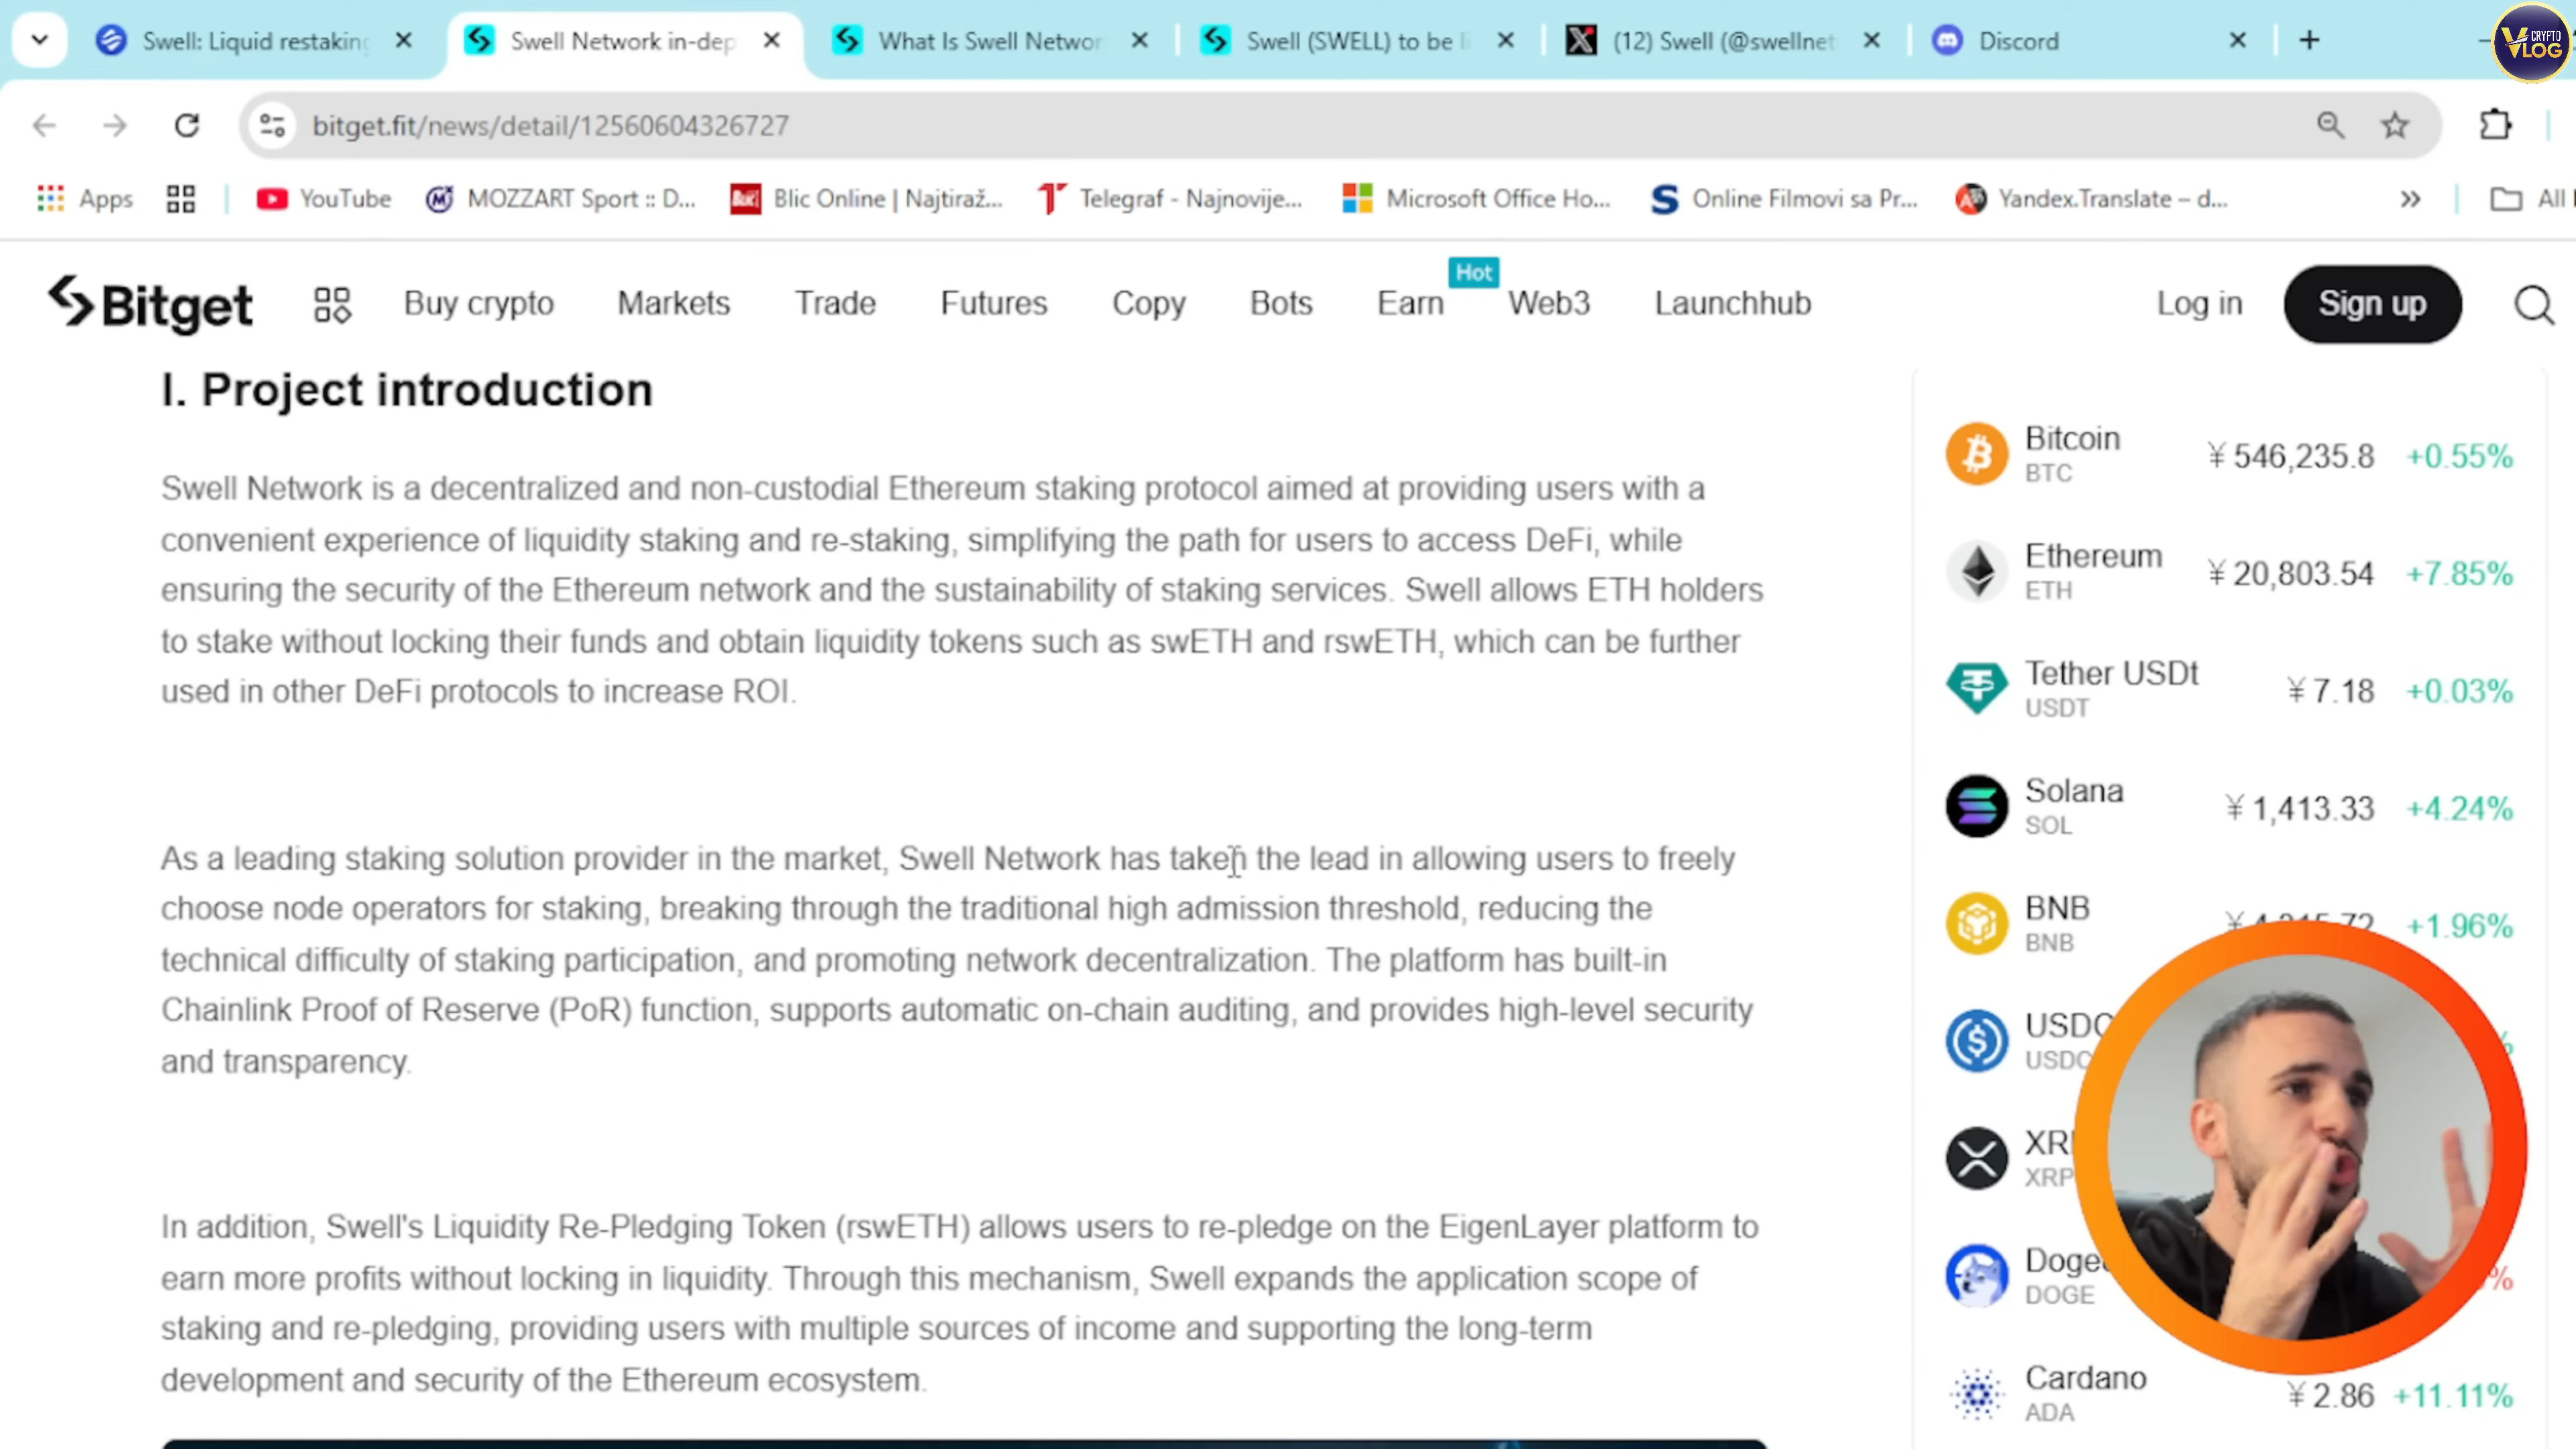 Swell: Liquid restaking
Swell Network in-dep
What Is Swell Networ
Swell (SWELL) to be li
(12) Swell (@swellnet
Discord
CRYPTO
VLOG
bitget.fit/news/detail/12560604326727
Apps
YouTube
MOZZART Sport :: D...
Blic Online | Najtiraž...
Telegraf - Najnovije...
Microsoft Office Ho...
Online Filmovi sa Pr...
Yandex.Translate – d...
All
Bitget
Buy crypto
Markets
Trade
Futures
Copy
Bots
Earn
Hot
Web3
Launchhub
Log in
Sign up
I. Project introduction
Swell Network is a decentralized and non-custodial Ethereum staking protocol aimed at providing users with a
convenient experience of liquidity staking and re-staking, simplifying the path for users to access DeFi, while
ensuring the security of the Ethereum network and the sustainability of staking services. Swell allows ETH holders
to stake without locking their funds and obtain liquidity tokens such as swETH and rswETH, which can be further
used in other DeFi protocols to increase ROI.
As a leading staking solution provider in the market, Swell Network has taken the lead in allowing users to freely
choose node operators for staking, breaking through the traditional high admission threshold, reducing the
technical difficulty of staking participation, and promoting network decentralization. The platform has built-in
Chainlink Proof of Reserve (PoR) function, supports automatic on-chain auditing, and provides high-level security
and transparency.
In addition, Swell's Liquidity Re-Pledging Token (rswETH) allows users to re-pledge on the EigenLayer platform to
earn more profits without locking in liquidity. Through this mechanism, Swell expands the application scope of
staking and re-pledging, providing users with multiple sources of income and supporting the long-term
development and security of the Ethereum ecosystem.
Bitcoin ¥ 546,235.8 +0.55%
BTC
Ethereum ¥ 20,803.54 +7.85%
ETH
Tether USDt ¥ 7.18 +0.03%
USDT
Solana ¥ 1,413.33 +4.24%
SOL
BNB +1.96%
BNB
USDC
USDC
XR
XRP
Doge
DOGE
Cardano ¥ 2.86 +11.11%
ADA